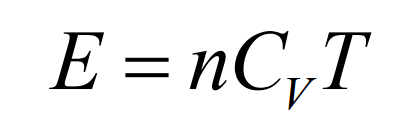 E = nC_V T